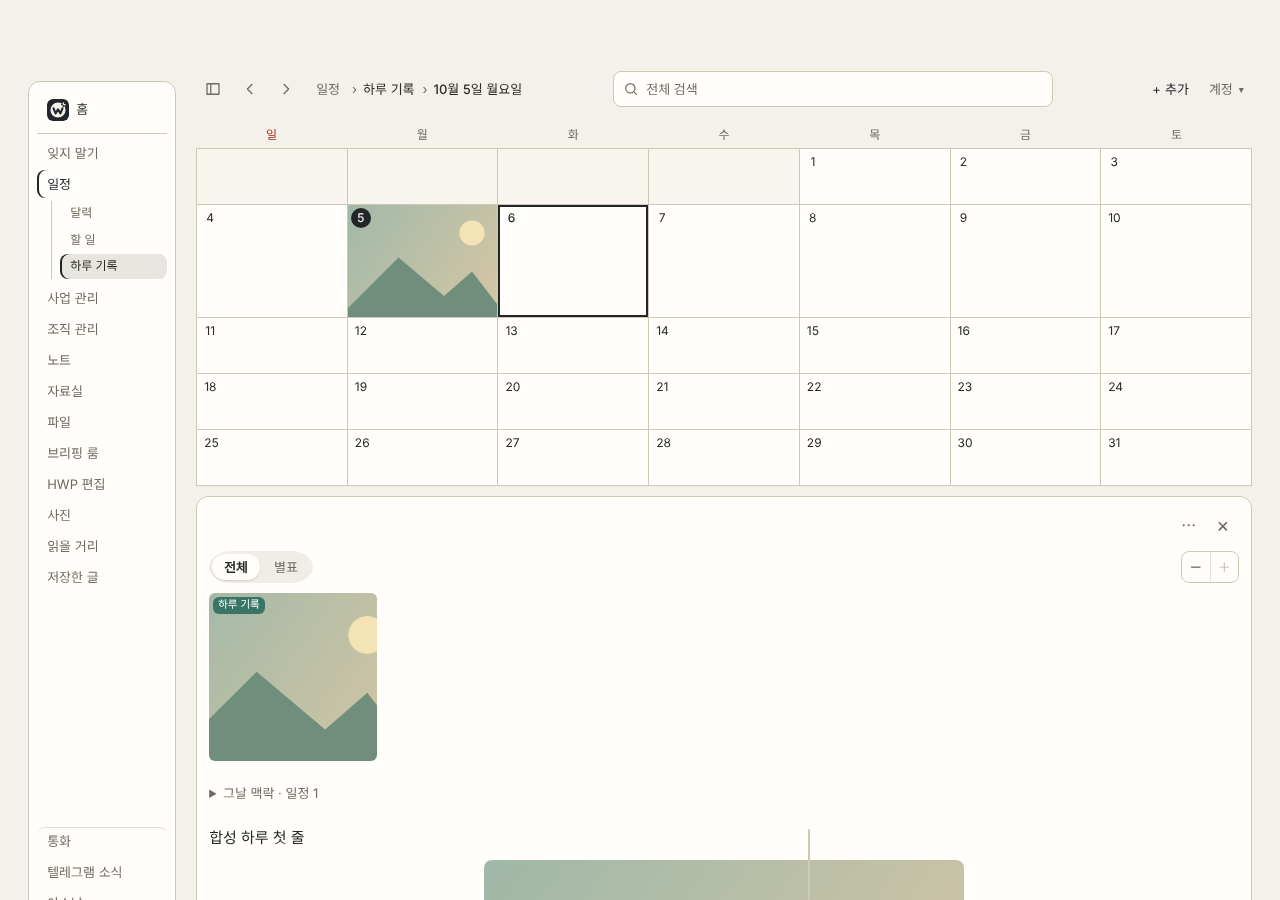 홈
잊지 말기
일정
달력
할 일
하루 기록
사업 관리
조직 관리
노트
자료실
파일
브리핑 룸
HWP 편집
사진
읽을 거리
저장한 글
통화
텔레그램 소식
일정 › 하루 기록 › 10월 5일 월요일
전체 검색
+ 추가
계정 ▾
일 월 화 수 목 금 토
1 2 3
4 5 6 7 8 9 10
11 12 13 14 15 16 17
18 19 20 21 22 23 24
25 26 27 28 29 30 31
전체 별표
하루 기록
▶ 그날 맥락 · 일정 1
합성 하루 첫 줄